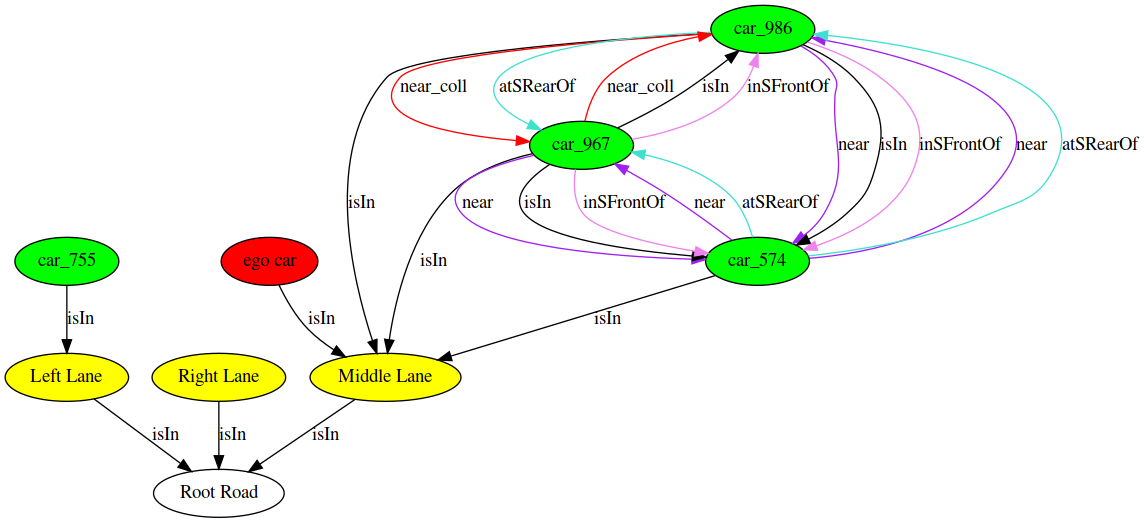 car_986
near_coll
atSRearOf
near_coll
isIn
inSFrontOf
car_967
near
isIn
inSFrontOf
near
atSRearOf
isIn
near
isIn
inSFrontOf
near
atSRearOf
car_755
ego car
isIn
car_574
isIn
isIn
isIn
Left Lane
Right Lane
Middle Lane
isIn
isIn
isIn
Root Road